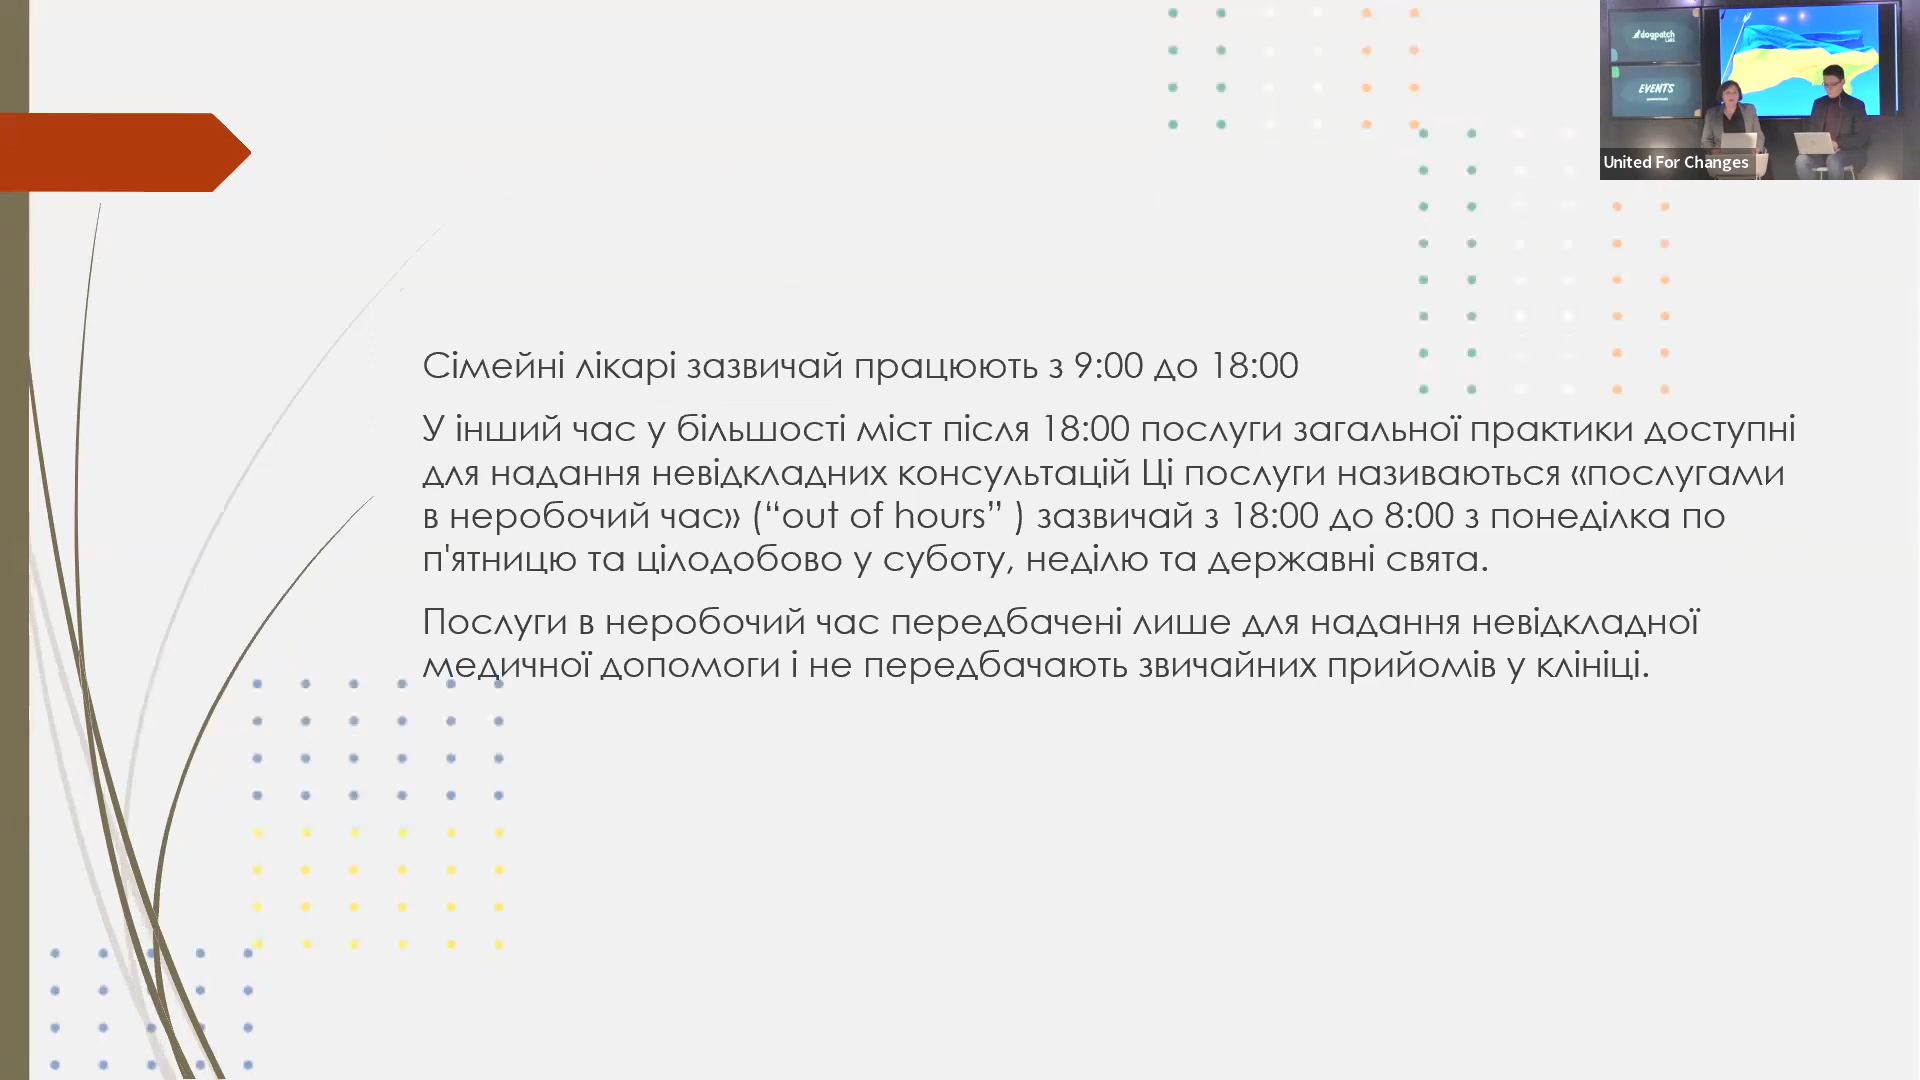 dogpatch
LABS
EVENTS
United For Changes
Сімейні лікарі зазвичай працюють з 9:00 до 18:00
У інший час у більшості міст після 18:00 послуги загальної практики доступні
для надання невідкладних консультацій Ці послуги називаються «послугами
в неробочий час» (“out of hours” ) зазвичай з 18:00 до 8:00 з понеділка по
п'ятницю та цілодобово у суботу, неділю та державні свята.
Послуги в неробочий час передбачені лише для надання невідкладної
медичної допомоги і не передбачають звичайних прийомів у клініці.